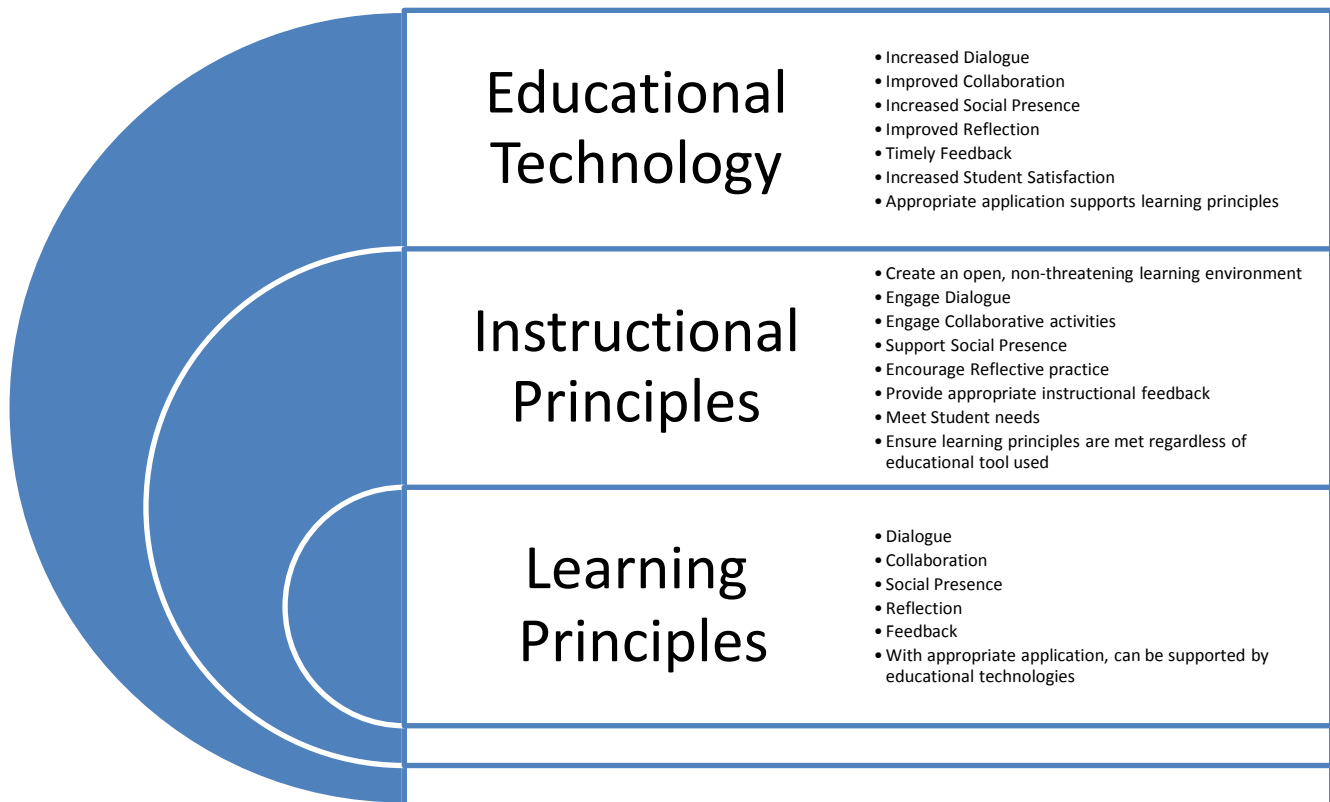 Educational
Technology
• Increased Dialogue
• Improved Collaboration
• Increased Social Presence
• Improved Reflection
• Timely Feedback
• Increased Student Satisfaction
• Appropriate application supports learning principles
Instructional
Principles
• Create an open, non-threatening learning environment
• Engage Dialogue
• Engage Collaborative activities
• Support Social Presence
• Encourage Reflective practice
• Provide appropriate instructional feedback
• Meet Student needs
• Ensure learning principles are met regardless of
educational tool used
Learning
Principles
• Dialogue
• Collaboration
• Social Presence
• Reflection
• Feedback
• With appropriate application, can be supported by
educational technologies